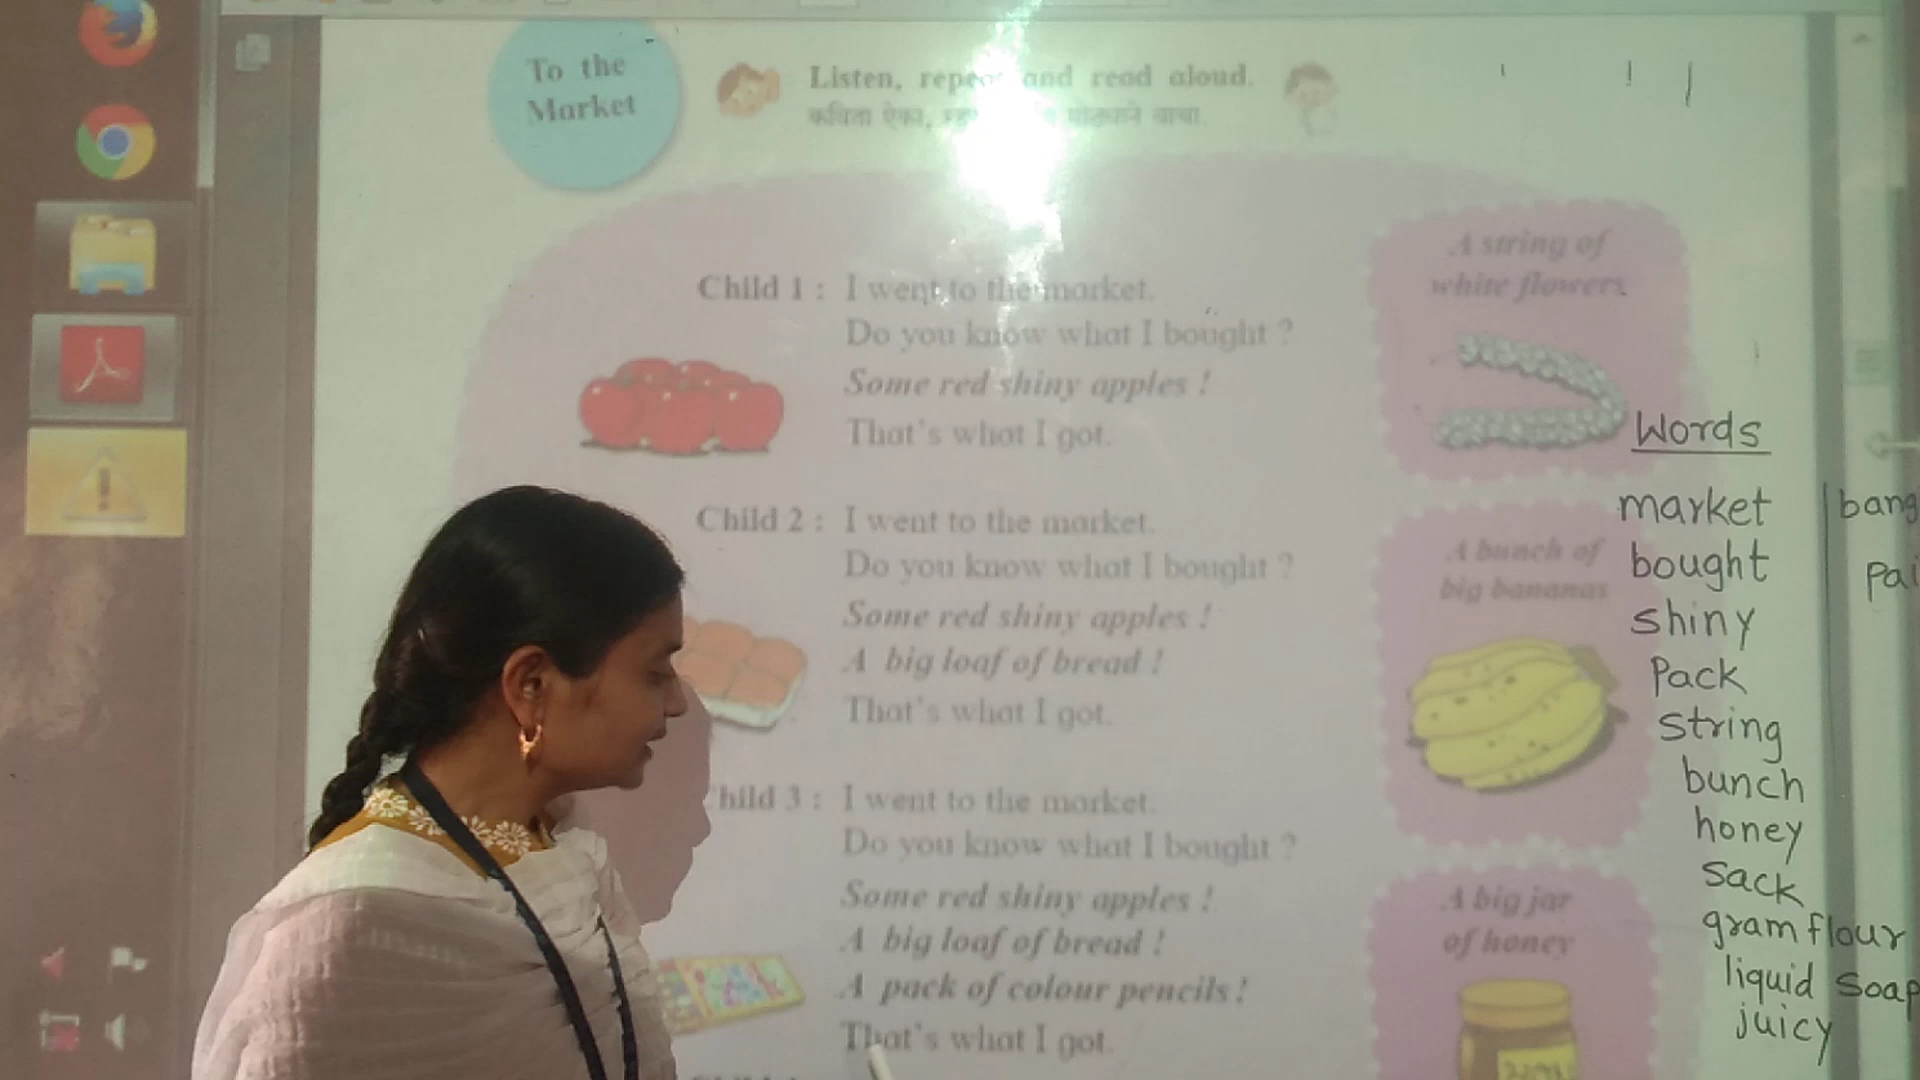 To the
Market
Listen, repeat and read aloud.
कविता ऐका, वाचा.
Child 1 : I went to the market.
Do you know what I bought ?
Some red shiny apples !
That's what I got.
Child 2 : I went to the market.
Do you know what I bought ?
Some red shiny apples !
A big loaf of bread !
That's what I got.
hild 3 : I went to the market.
Do you know what I bought ?
Some red shiny apples !
A big loaf of bread !
A pack of colour pencils !
That's what I got.
A string of
white flowers
A bunch of
big bananas
A big jar
of honey
Words
market
bought
shiny
Pack
string
bunch
honey
sack
gram flour
liquid soap
juicy
bang
pai